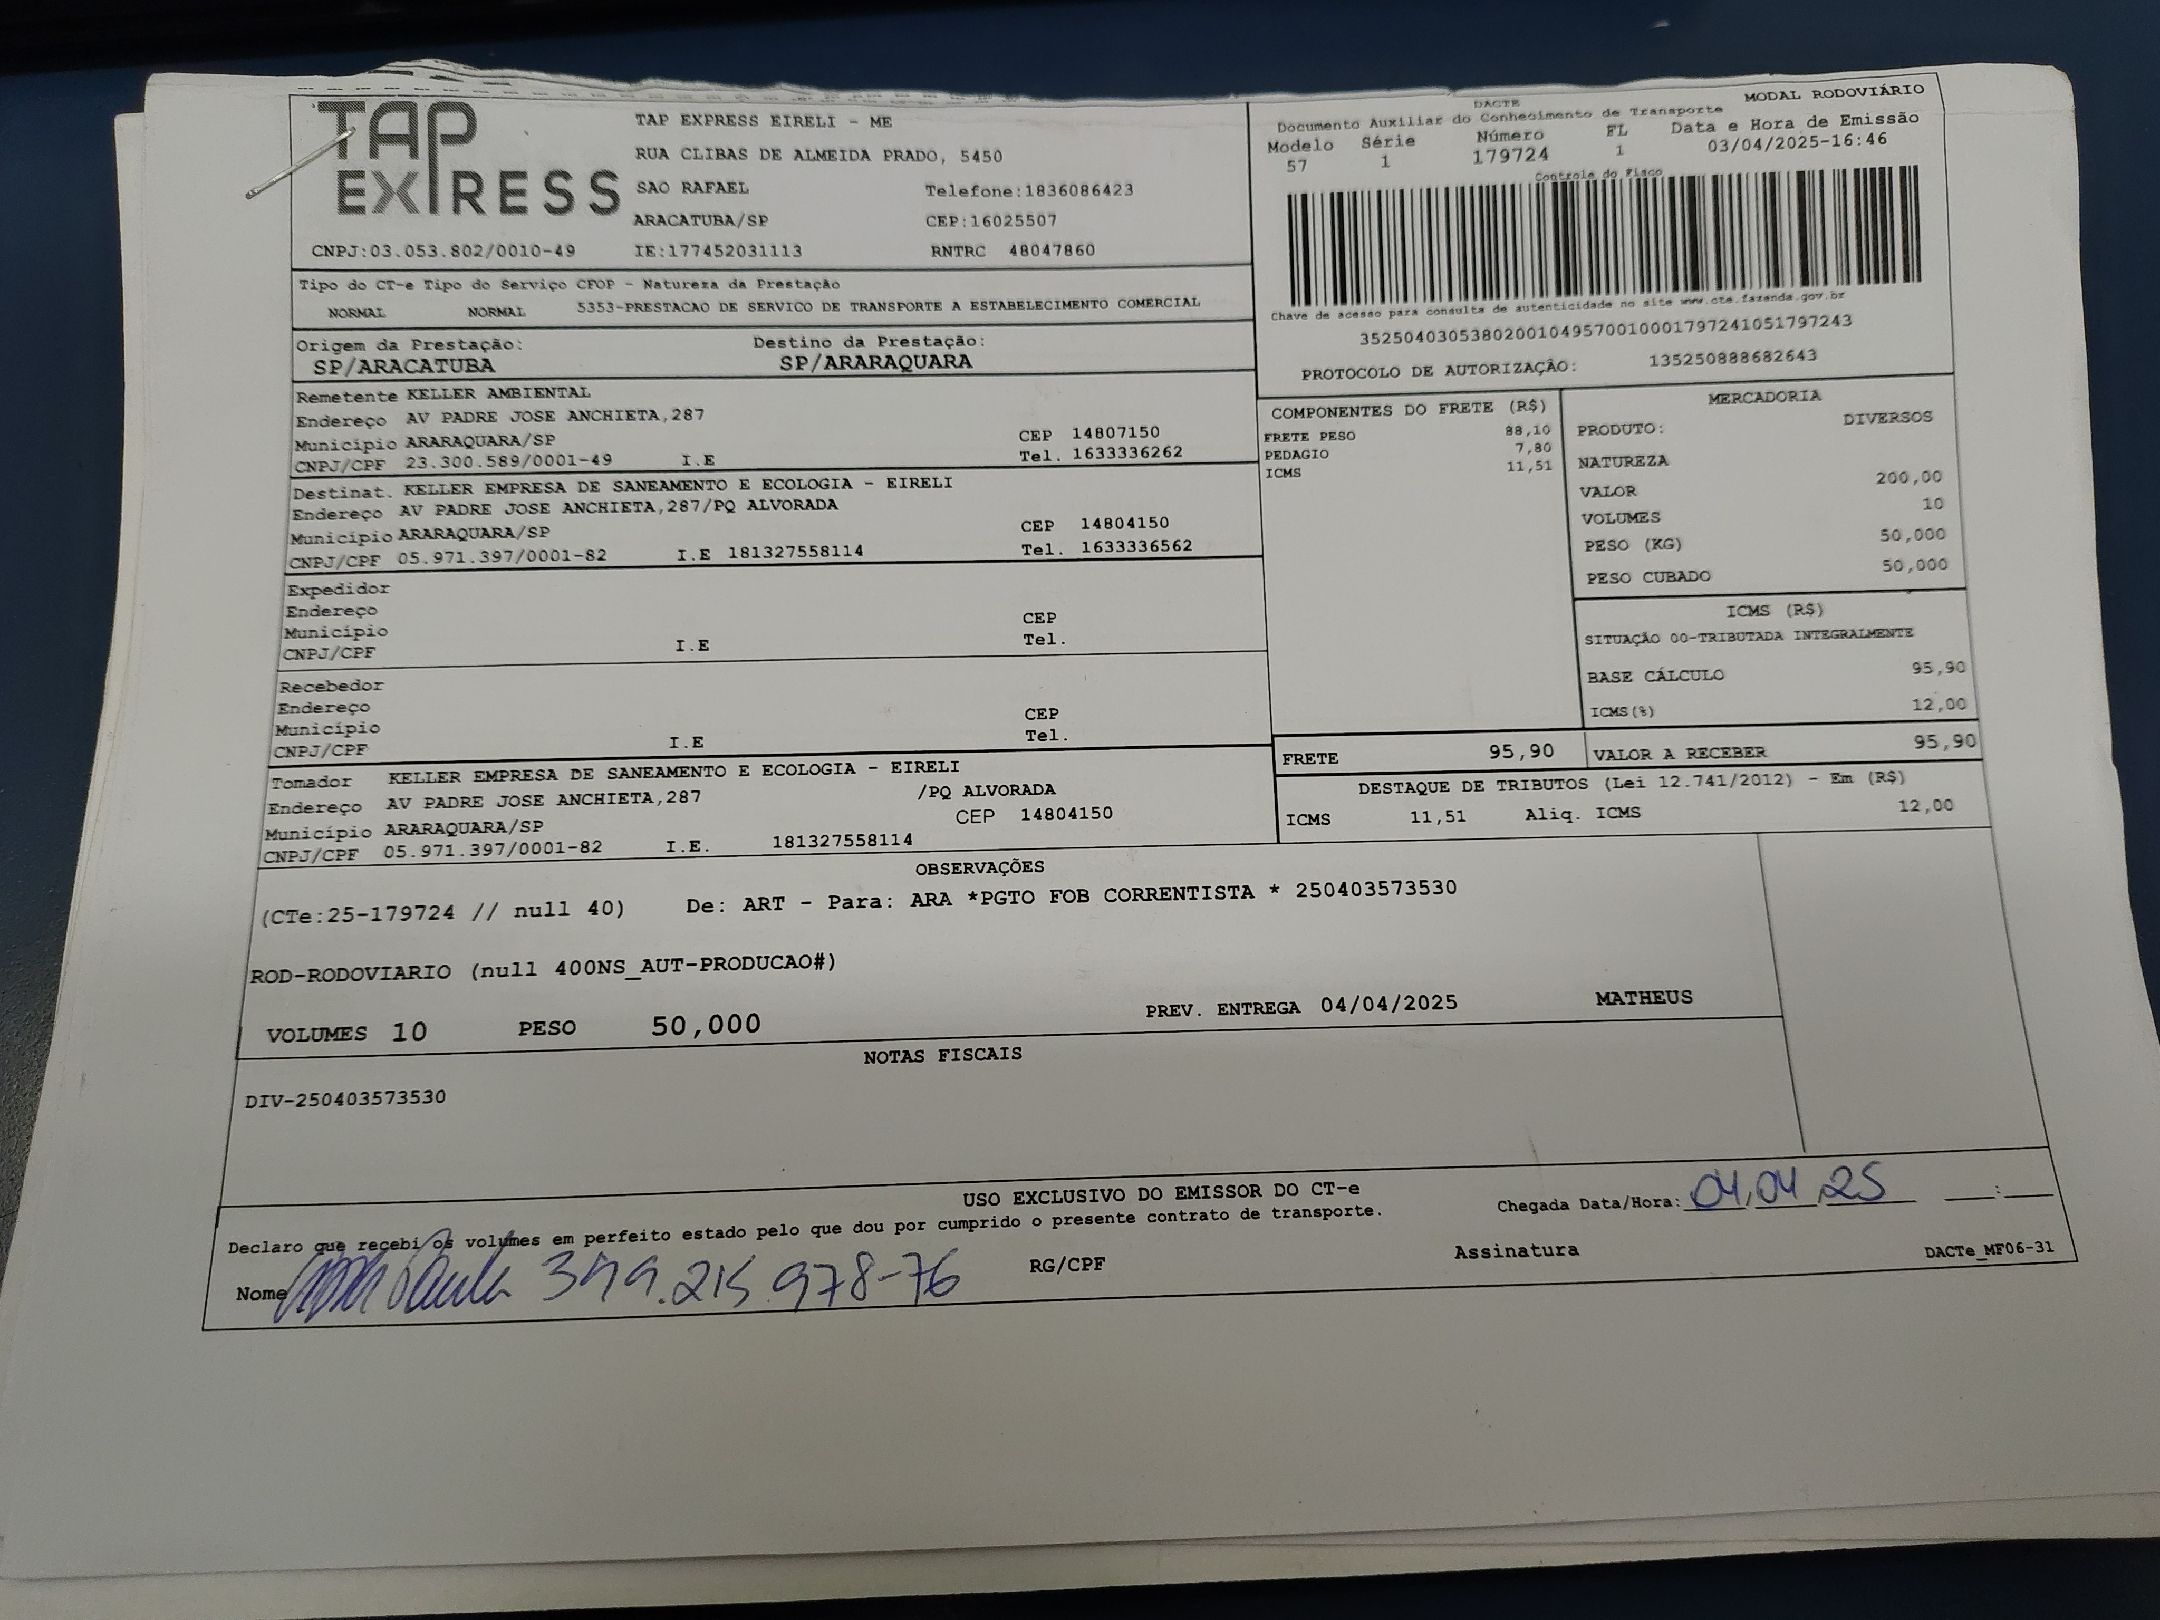 TAP EXPRESS
TAP EXPRESS EIRELI - ME
RUA CLIBAS DE ALMEIDA PRADO, 5450
SAO RAFAEL Telefone:1836086423
ARACATUBA/SP CEP:16025507
CNPJ:03.053.802/0010-49 IE:177452031113 RNTRC 48047860
DACTE MODAL RODOVIÁRIO
Documento Auxiliar do Conhecimento de Transporte
Modelo Série Número FL Data e Hora de Emissão
57 1 179724 1 03/04/2025-16:46
Controle do Fisco
Chave de acesso para consulta de autenticidade no site www.cte.fazenda.gov.br
35250403053802001049570010001797241051797243
PROTOCOLO DE AUTORIZAÇÃO: 135250888682643
Tipo do CT-e Tipo do Serviço CFOP - Natureza da Prestação
NORMAL NORMAL 5353-PRESTACAO DE SERVICO DE TRANSPORTE A ESTABELECIMENTO COMERCIAL
Origem da Prestação: Destino da Prestação:
SP/ARACATUBA SP/ARARAQUARA
Remetente KELLER AMBIENTAL
Endereço AV PADRE JOSE ANCHIETA,287
Município ARARAQUARA/SP CEP 14807150
CNPJ/CPF 23.300.589/0001-49 I.E Tel. 1633336262
Destinat. KELLER EMPRESA DE SANEAMENTO E ECOLOGIA - EIRELI
Endereço AV PADRE JOSE ANCHIETA,287/PQ ALVORADA
Município ARARAQUARA/SP CEP 14804150
CNPJ/CPF 05.971.397/0001-82 I.E 181327558114 Tel. 1633336562
Expedidor
Endereço
Município CEP
CNPJ/CPF I.E Tel.
Recebedor
Endereço
Município CEP
CNPJ/CPF I.E Tel.
Tomador KELLER EMPRESA DE SANEAMENTO E ECOLOGIA - EIRELI
Endereço AV PADRE JOSE ANCHIETA,287 /PQ ALVORADA
Município ARARAQUARA/SP CEP 14804150
CNPJ/CPF 05.971.397/0001-82 I.E. 181327558114
COMPONENTES DO FRETE (R$)
FRETE PESO 88,10
PEDAGIO 7,80
ICMS 11,51
MERCADORIA
PRODUTO: DIVERSOS
NATUREZA
VALOR 200,00
VOLUMES 10
PESO (KG) 50,000
PESO CUBADO 50,000
ICMS (R$)
SITUAÇÃO 00-TRIBUTADA INTEGRALMENTE
BASE CÁLCULO 95,90
ICMS(%) 12,00
FRETE 95,90 VALOR A RECEBER 95,90
DESTAQUE DE TRIBUTOS (Lei 12.741/2012) - Em (R$)
ICMS 11,51 Aliq. ICMS 12,00
OBSERVAÇÕES
(CTe:25-179724 // null 40) De: ART - Para: ARA *PGTO FOB CORRENTISTA * 250403573530
ROD-RODOVIARIO (null 400NS_AUT-PRODUCAO#)
VOLUMES 10 PESO 50,000 PREV. ENTREGA 04/04/2025 MATHEUS
NOTAS FISCAIS
DIV-250403573530
USO EXCLUSIVO DO EMISSOR DO CT-e
Declaro que recebi os volumes em perfeito estado pelo que dou por cumprido o presente contrato de transporte.
Chegada Data/Hora: 04,04,25 :
Nome RG/CPF Assinatura DACTe_MF06-31